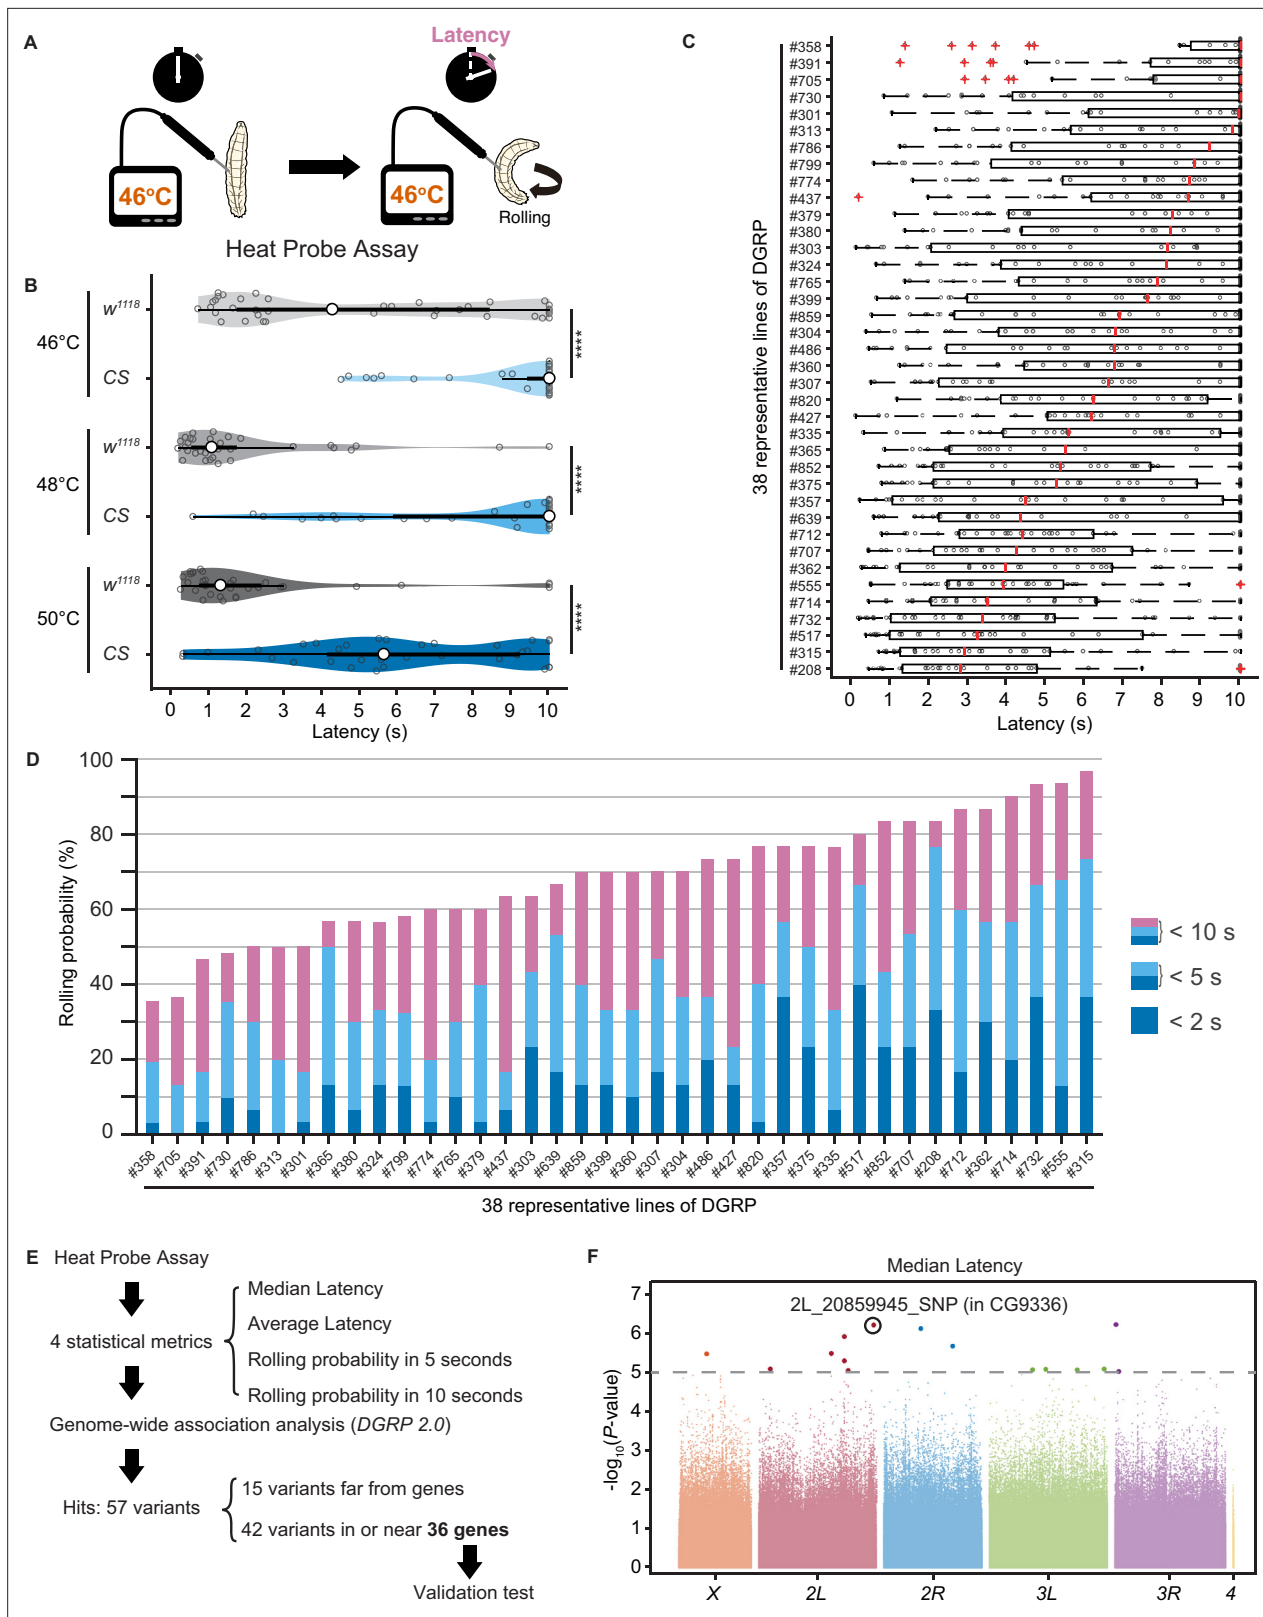 A
Latency
46°C
46°C
Rolling
Heat Probe Assay
B
46°C
w1118
CS
****
48°C
w1118
CS
****
50°C
w1118
CS
****
0 1 2 3 4 5 6 7 8 9 10
Latency (s)
C
38 representative lines of DGRP
#358
#391
#705
#730
#301
#313
#786
#799
#774
#437
#379
#380
#303
#324
#765
#399
#859
#304
#486
#360
#307
#820
#427
#335
#365
#852
#375
#357
#639
#712
#707
#362
#555
#714
#732
#517
#315
#208
0 1 2 3 4 5 6 7 8 9 10
Latency (s)
D
Rolling probability (%)
100
80
60
40
20
0
#358 #705 #391 #730 #786 #313 #301 #365 #380 #324 #799 #774 #765 #379 #437 #303 #639 #859 #399 #360 #307 #304 #486 #427 #820 #357 #375 #335 #517 #852 #707 #208 #712 #362 #714 #732 #555 #315
38 representative lines of DGRP
< 10 s
< 5 s
< 2 s
E Heat Probe Assay
4 statistical metrics
Median Latency
Average Latency
Rolling probability in 5 seconds
Rolling probability in 10 seconds
Genome-wide association analysis (DGRP 2.0)
Hits: 57 variants
15 variants far from genes
42 variants in or near 36 genes
Validation test
F
Median Latency
2L_20859945_SNP (in CG9336)
-log10(P-value)
7
6
5
4
3
2
1
0
X 2L 2R 3L 3R 4